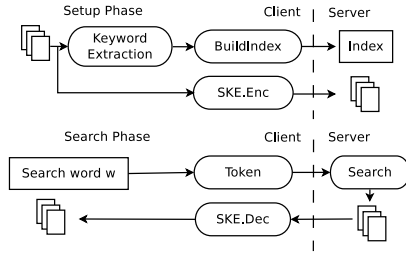 Setup Phase Client Server
Keyword
Extraction
BuildIndex
Index
SKE.Enc
Search Phase Client Server
Search word w
Token
Search
SKE.Dec